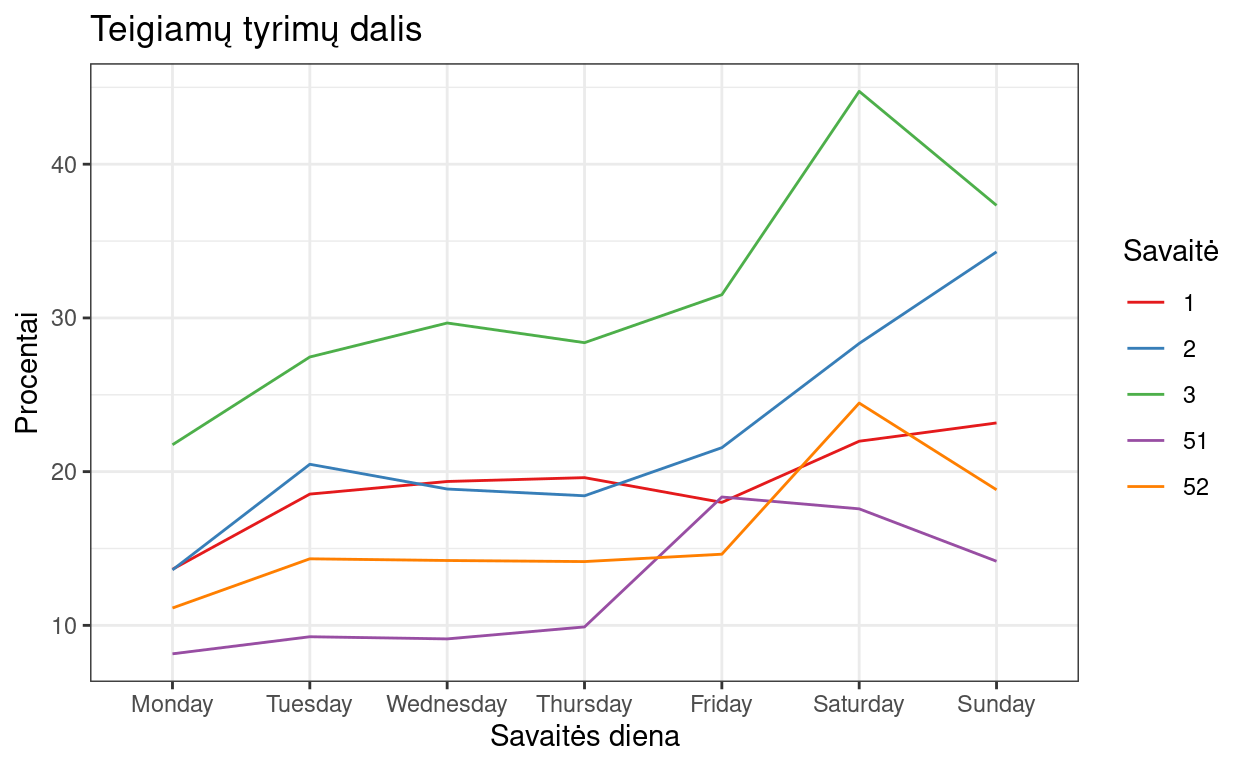 Teigiamų tyrimų dalis
Procentai
40
30
20
10
Monday
Tuesday
Wednesday
Thursday
Friday
Saturday
Sunday
Savaitės diena
Savaitė
1
2
3
51
52